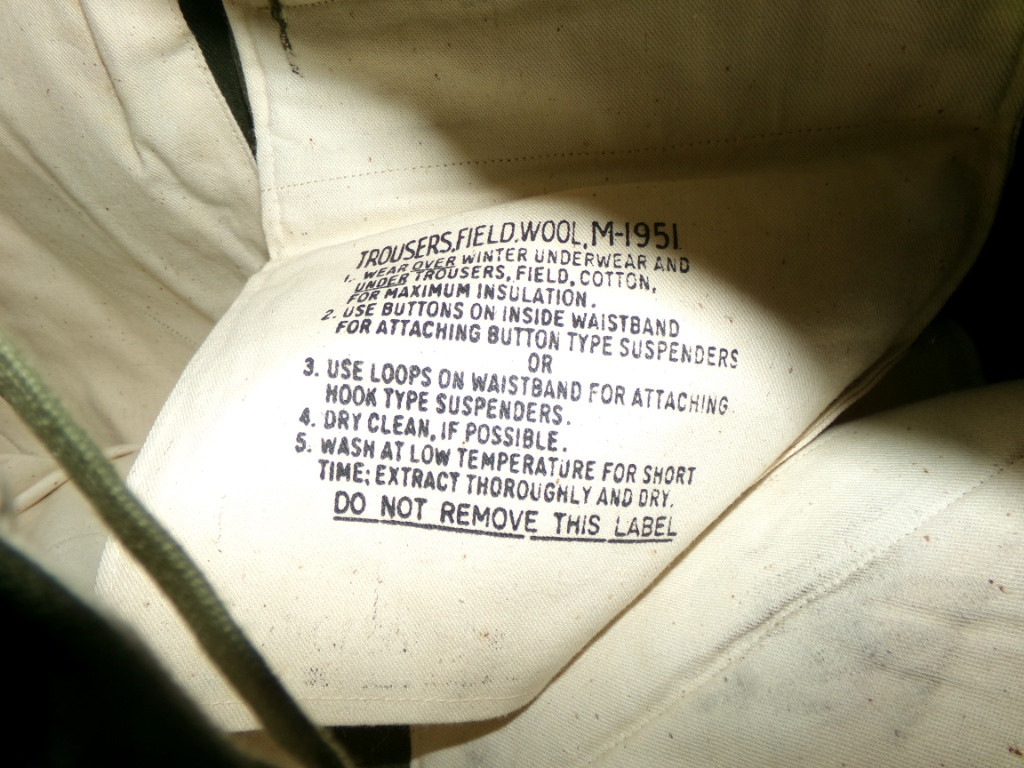 TROUSERS,FIELD.WOOL,M-1951
1. WEAR OVER WINTER UNDERWEAR AND
UNDER TROUSERS, FIELD, COTTON,
FOR MAXIMUM INSULATION.
2. USE BUTTONS ON INSIDE WAISTBAND
FOR ATTACHING BUTTON TYPE SUSPENDERS
OR
3. USE LOOPS ON WAISTBAND FOR ATTACHING
HOOK TYPE SUSPENDERS.
4. DRY CLEAN, IF POSSIBLE.
5. WASH AT LOW TEMPERATURE FOR SHORT
TIME; EXTRACT THOROUGHLY AND DRY.
DO NOT REMOVE THIS LABEL